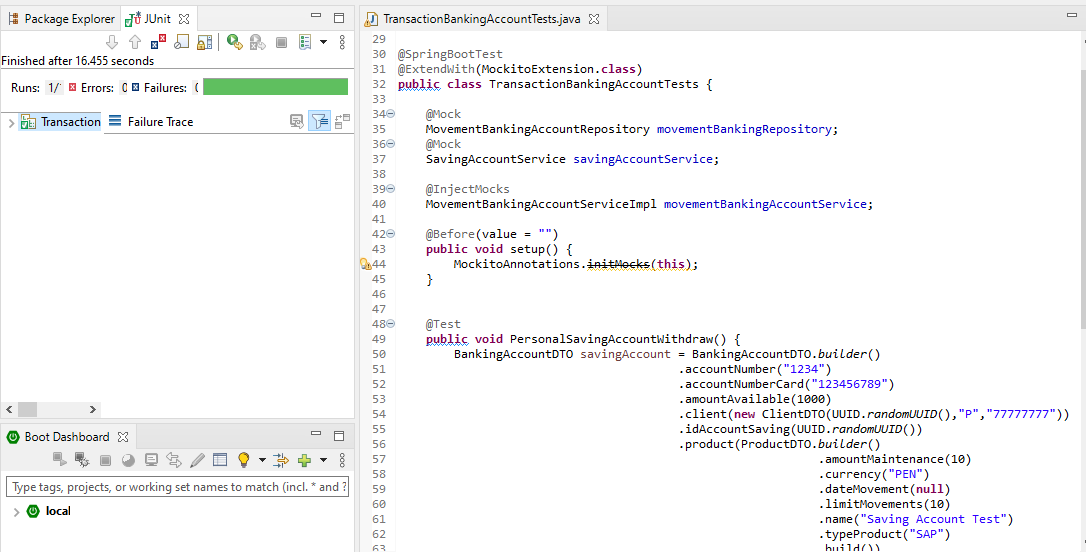 Package Explorer
JUnit
Finished after 16.455 seconds
Runs: 1/ Errors: 0 Failures:
Transaction
Failure Trace
Boot Dashboard
Type tags, projects, or working set names to match (incl. * and ?
local
TransactionBankingAccountTests.java
29
30 @SpringBootTest
31 @ExtendWith(MockitoExtension.class)
32 public class TransactionBankingAccountTests {
33
34 @Mock
35 MovementBankingAccountRepository movementBankingRepository;
36 @Mock
37 SavingAccountService savingAccountService;
38
39 @InjectMocks
40 MovementBankingAccountServiceImpl movementBankingAccountService;
41
42 @Before(value = "")
43 public void setup() {
44 MockitoAnnotations.initMocks(this);
45 }
46
47
48 @Test
49 public void PersonalSavingAccountWithdraw() {
50 BankingAccountDTO savingAccount = BankingAccountDTO.builder()
51 .accountNumber("1234")
52 .accountNumberCard("123456789")
53 .amountAvailable(1000)
54 .client(new ClientDTO(UUID.randomUUID(),"P","77777777"))
55 .idAccountSaving(UUID.randomUUID())
56 .product(ProductDTO.builder()
57 .amountMaintenance(10)
58 .currency("PEN")
59 .dateMovement(null)
60 .limitMovements(10)
61 .name("Saving Account Test")
62 .typeProduct("SAP")
63 .build())